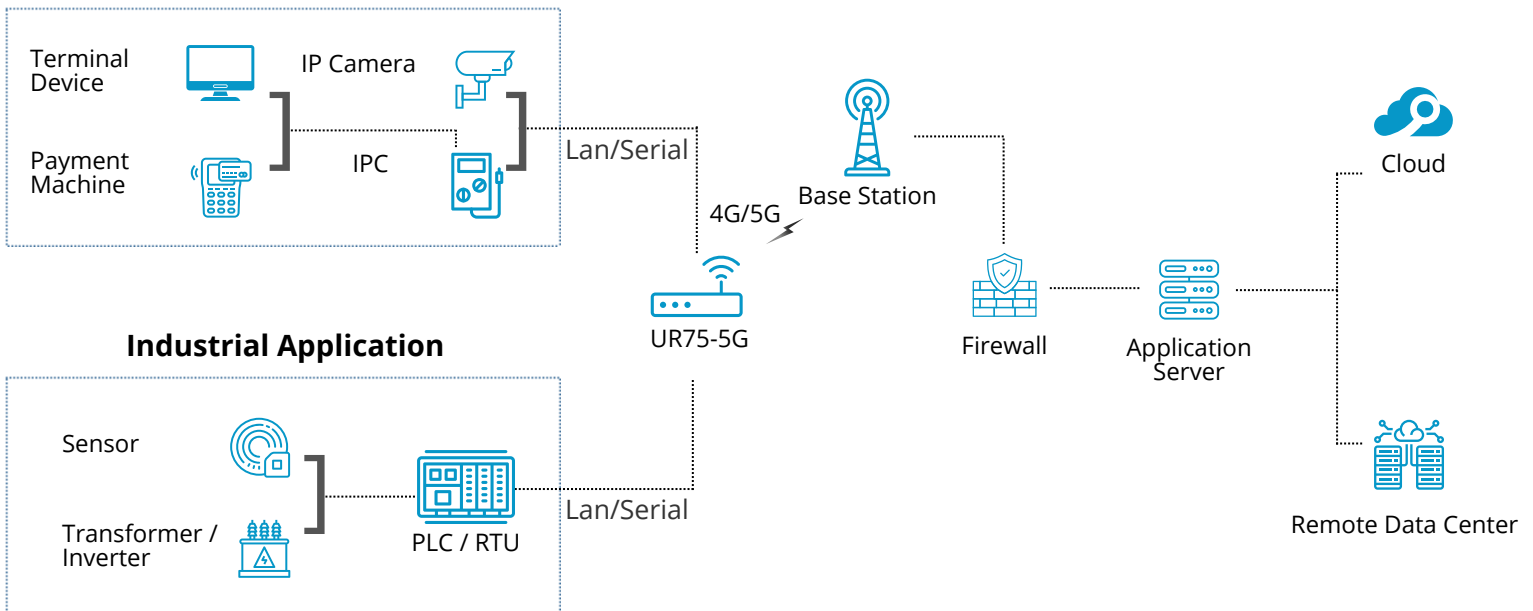 Terminal
Device
IP Camera
Payment
Machine
IPC
Lan/Serial
4G/5G
Base Station
Cloud
UR75-5G
Firewall
Application
Server
Industrial Application
Sensor
Transformer /
Inverter
PLC / RTU
Lan/Serial
Remote Data Center